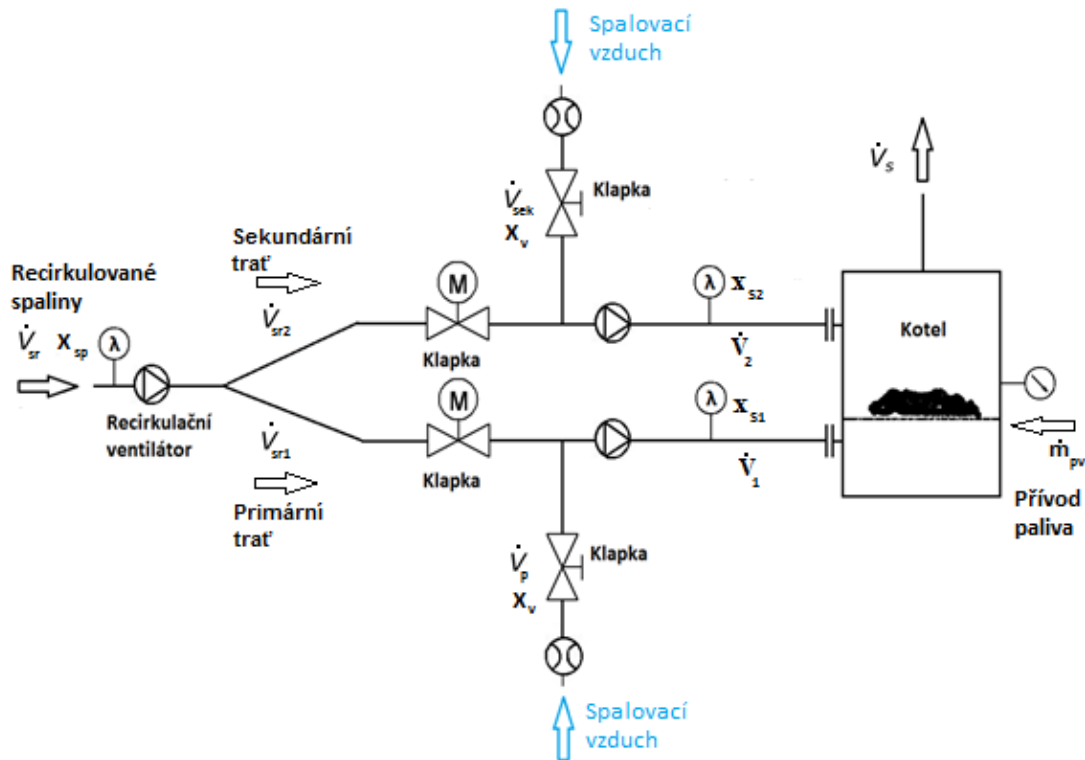 Spalovací
vzduch
V̇s
Klapka
V̇sek
Xv
Sekundární
trať
Recirkulované
spaliny
M
λ
xS2
V̇sr Xsp
λ
V̇sr2
Kotel
Klapka
V̇2
M
λ
xS1
Recirkulační
ventilátor
V̇sr1
Klapka
V̇1
ṁpv
Primární
trať
Přívod
paliva
V̇p
Klapka
Xv
Spalovací
vzduch